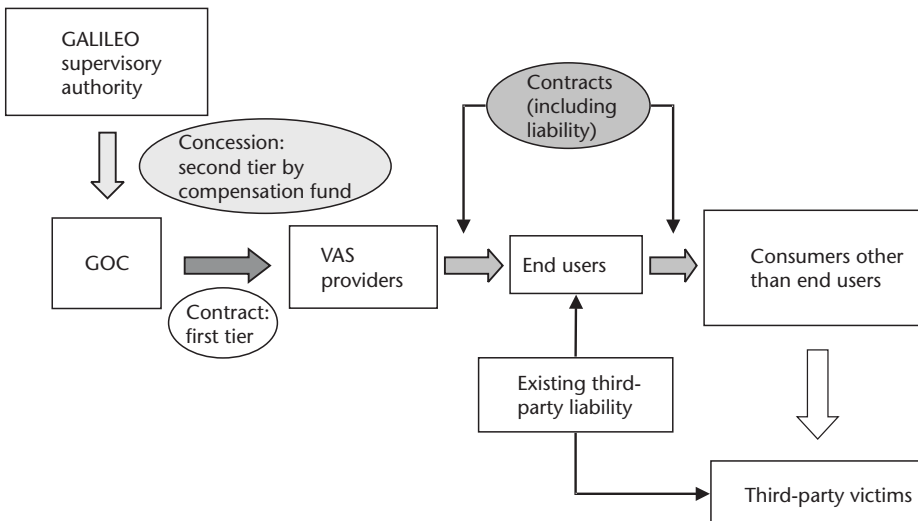 GALILEO
supervisory
authority
Contracts
(including
liability)
Concession:
second tier by
compensation fund
GOC
VAS
providers
End users
Consumers other
than end users
Contract:
first tier
Existing third-
party liability
Third-party victims